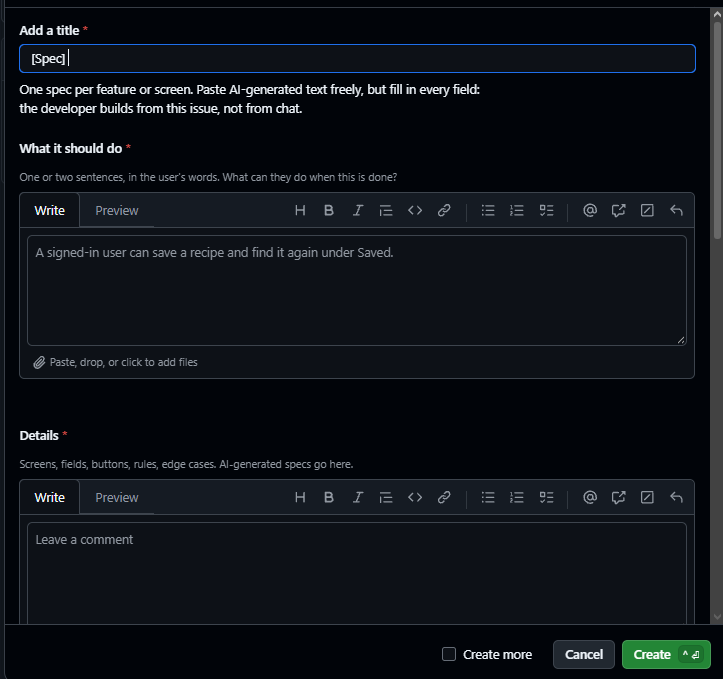 Add a title *
[Spec]
One spec per feature or screen. Paste AI-generated text freely, but fill in every field:
the developer builds from this issue, not from chat.
What it should do *
One or two sentences, in the user's words. What can they do when this is done?
Write Preview
A signed-in user can save a recipe and find it again under Saved.
Paste, drop, or click to add files
Details *
Screens, fields, buttons, rules, edge cases. AI-generated specs go here.
Write Preview
Leave a comment
Create more Cancel Create